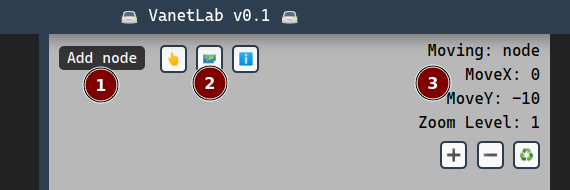 VanetLab v0.1
Add node
1
2
3
Moving: node
MoveX: 0
MoveY: -10
Zoom Level: 1